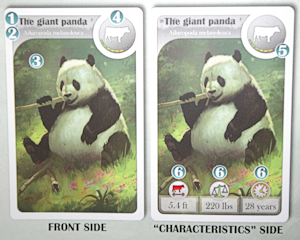 The giant panda
Ailuropoda melanoleuca
1
2
3
4
The giant panda
Ailuropoda melanoleuca
5
6
6
6
5.4 ft
220 lbs
28 years
FRONT SIDE
"CHARACTERISTICS" SIDE